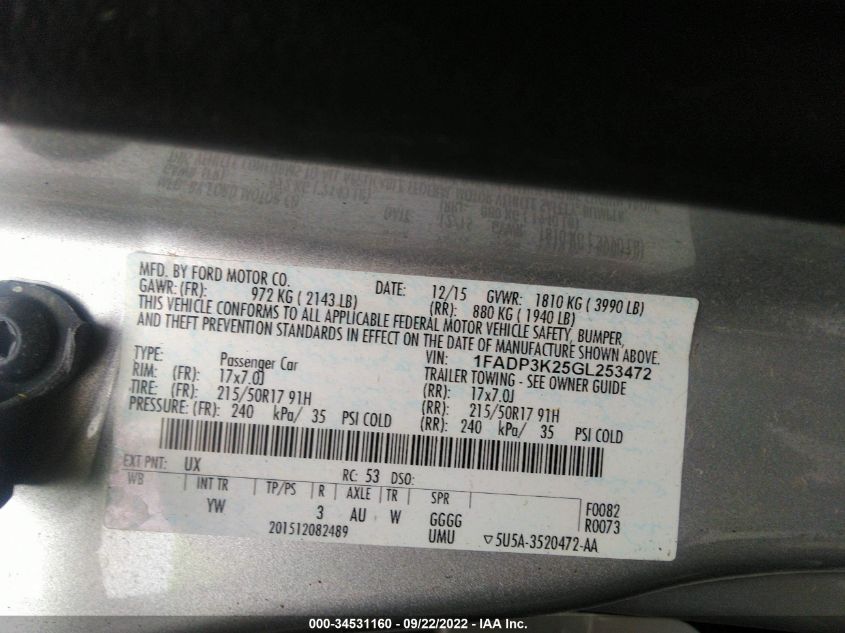 MFD. BY FORD MOTOR CO. DATE: 12/15 GVWR: 1810 KG ( 3990 LB)
GAWR: (FR): 972 KG ( 2143 LB) (RR): 880 KG ( 1940 LB)
THIS VEHICLE CONFORMS TO ALL APPLICABLE FEDERAL MOTOR VEHICLE SAFETY, BUMPER,
AND THEFT PREVENTION STANDARDS IN EFFECT ON THE DATE OF MANUFACTURE SHOWN ABOVE.
VIN: 1FADP3K25GL253472
TYPE: Passenger Car TRAILER TOWING - SEE OWNER GUIDE
RIM: (FR): 17x7.0J (RR): 17x7.0J
TIRE: (FR): 215/50R17 91H (RR): 215/50R17 91H
PRESSURE: (FR): 240 kPa/ 35 PSI COLD (RR): 240 kPa/ 35 PSI COLD
EXT PNT: UX RC: 53 DSO:
WB INT TR TP/PS R AXLE TR SPR F0082
YW 3 AU W GGGG R0073
201512082489 UMU ▽5U5A-3520472-AA
000-34531160 - 09/22/2022 - IAA Inc.